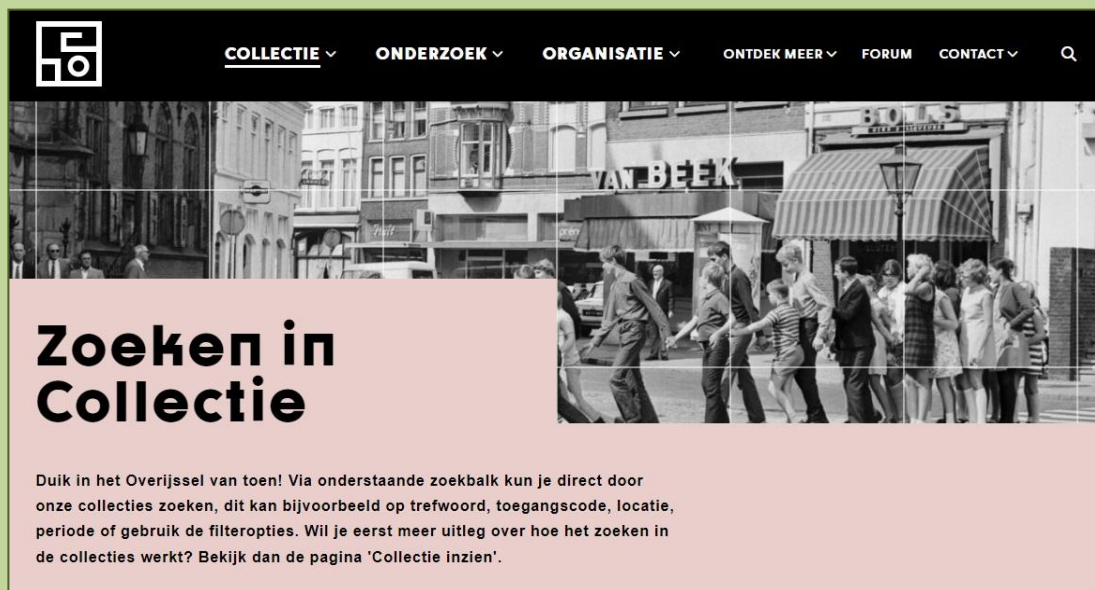 COLLECTIE ONDERZOEK ORGANISATIE ONTDEK MEER FORUM CONTACT
BOLS
VAN BEEK
Zoeken in
Collectie
Duik in het Overijssel van toen! Via onderstaande zoekbalk kun je direct door
onze collecties zoeken, dit kan bijvoorbeeld op trefwoord, toegangscode, locatie,
periode of gebruik de filteropties. Wil je eerst meer uitleg over hoe het zoeken in
de collecties werkt? Bekijk dan de pagina 'Collectie inzien'.